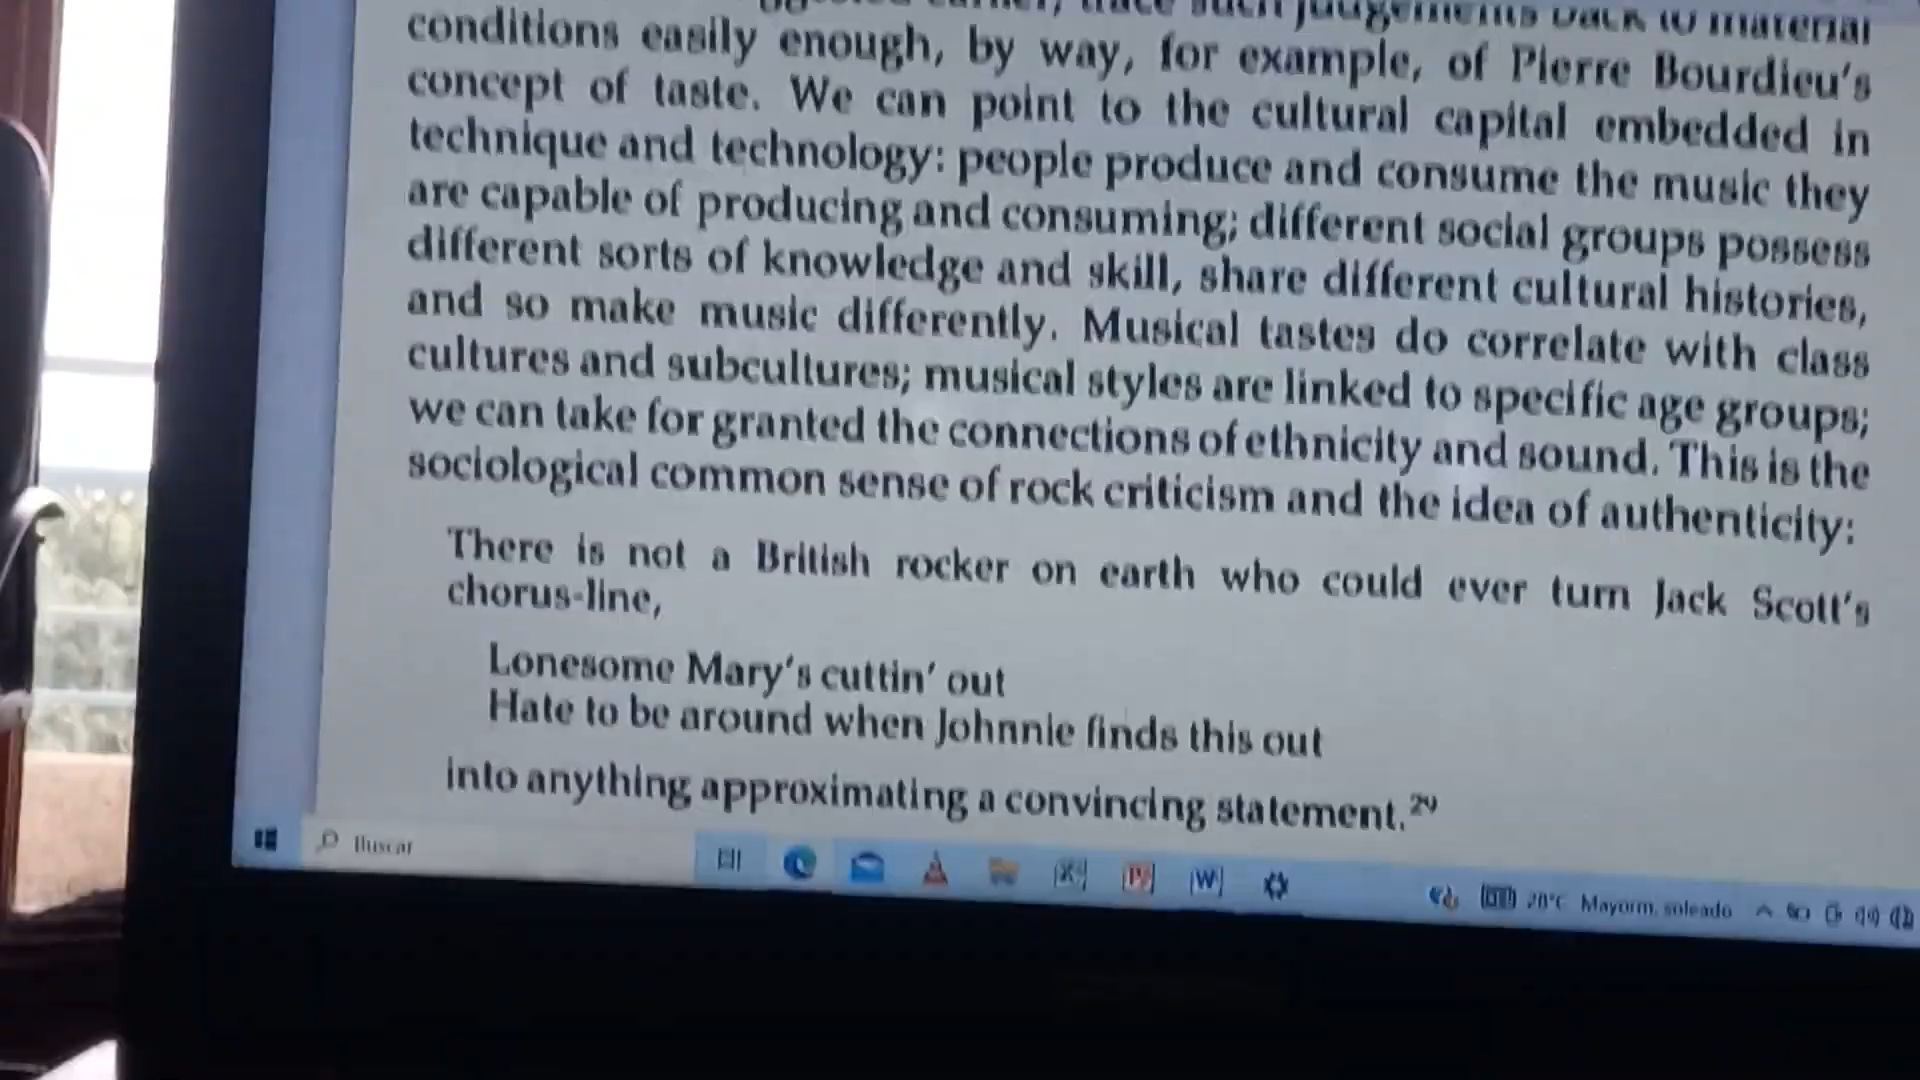 such judgements back to material
conditions easily enough, by way, for example, of Pierre Bourdieu's
concept of taste. We can point to the cultural capital embedded in
technique and technology: people produce and consume the music they
are capable of producing and consuming; different social groups possess
different sorts of knowledge and skill, share different cultural histories,
and so make music differently. Musical tastes do correlate with class
cultures and subcultures; musical styles are linked to specific age groups;
we can take for granted the connections of ethnicity and sound. This is the
sociological common sense of rock criticism and the idea of authenticity:
There is not a British rocker on earth who could ever turn Jack Scott's
chorus-line,
Lonesome Mary's cuttin' out
Hate to be around when Johnnie finds this out
into anything approximating a convincing statement.29
Buscar
28°C Mayorm. soleado